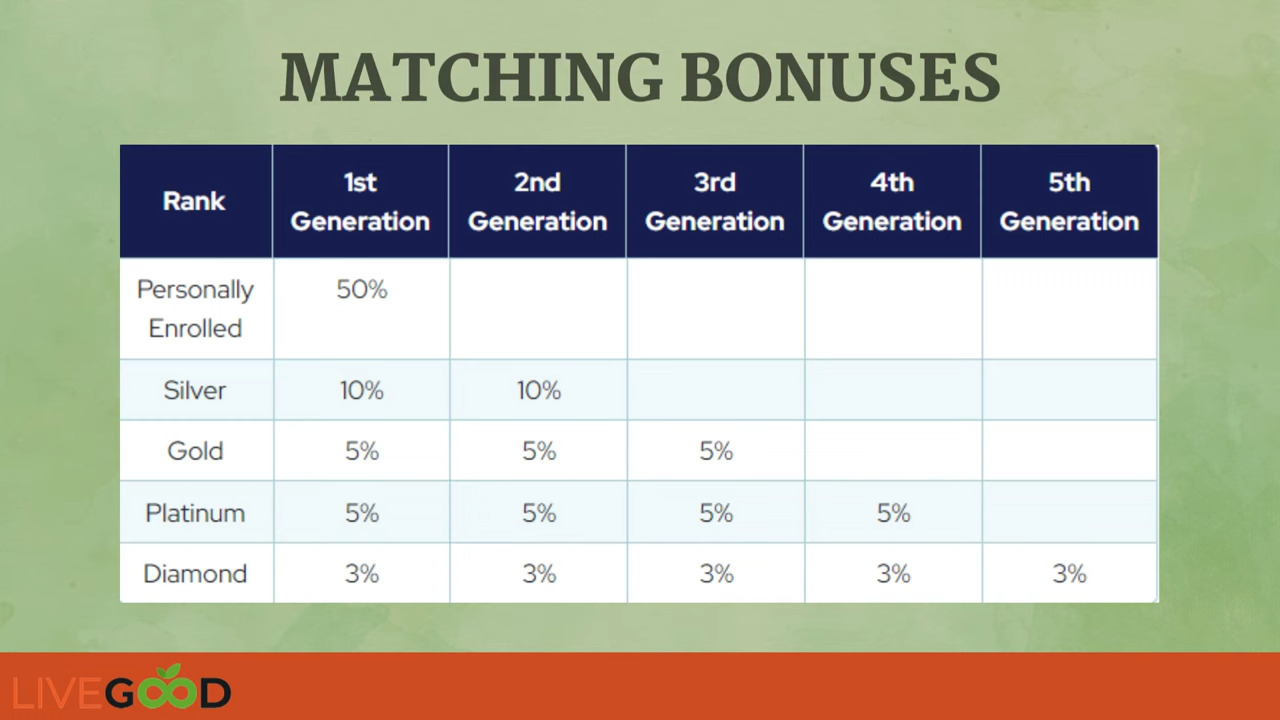 MATCHING BONUSES
Rank 1st Generation 2nd Generation 3rd Generation 4th Generation 5th Generation
Personally Enrolled 50%
Silver 10% 10%
Gold 5% 5% 5%
Platinum 5% 5% 5% 5%
Diamond 3% 3% 3% 3% 3%
LIVEGOOD